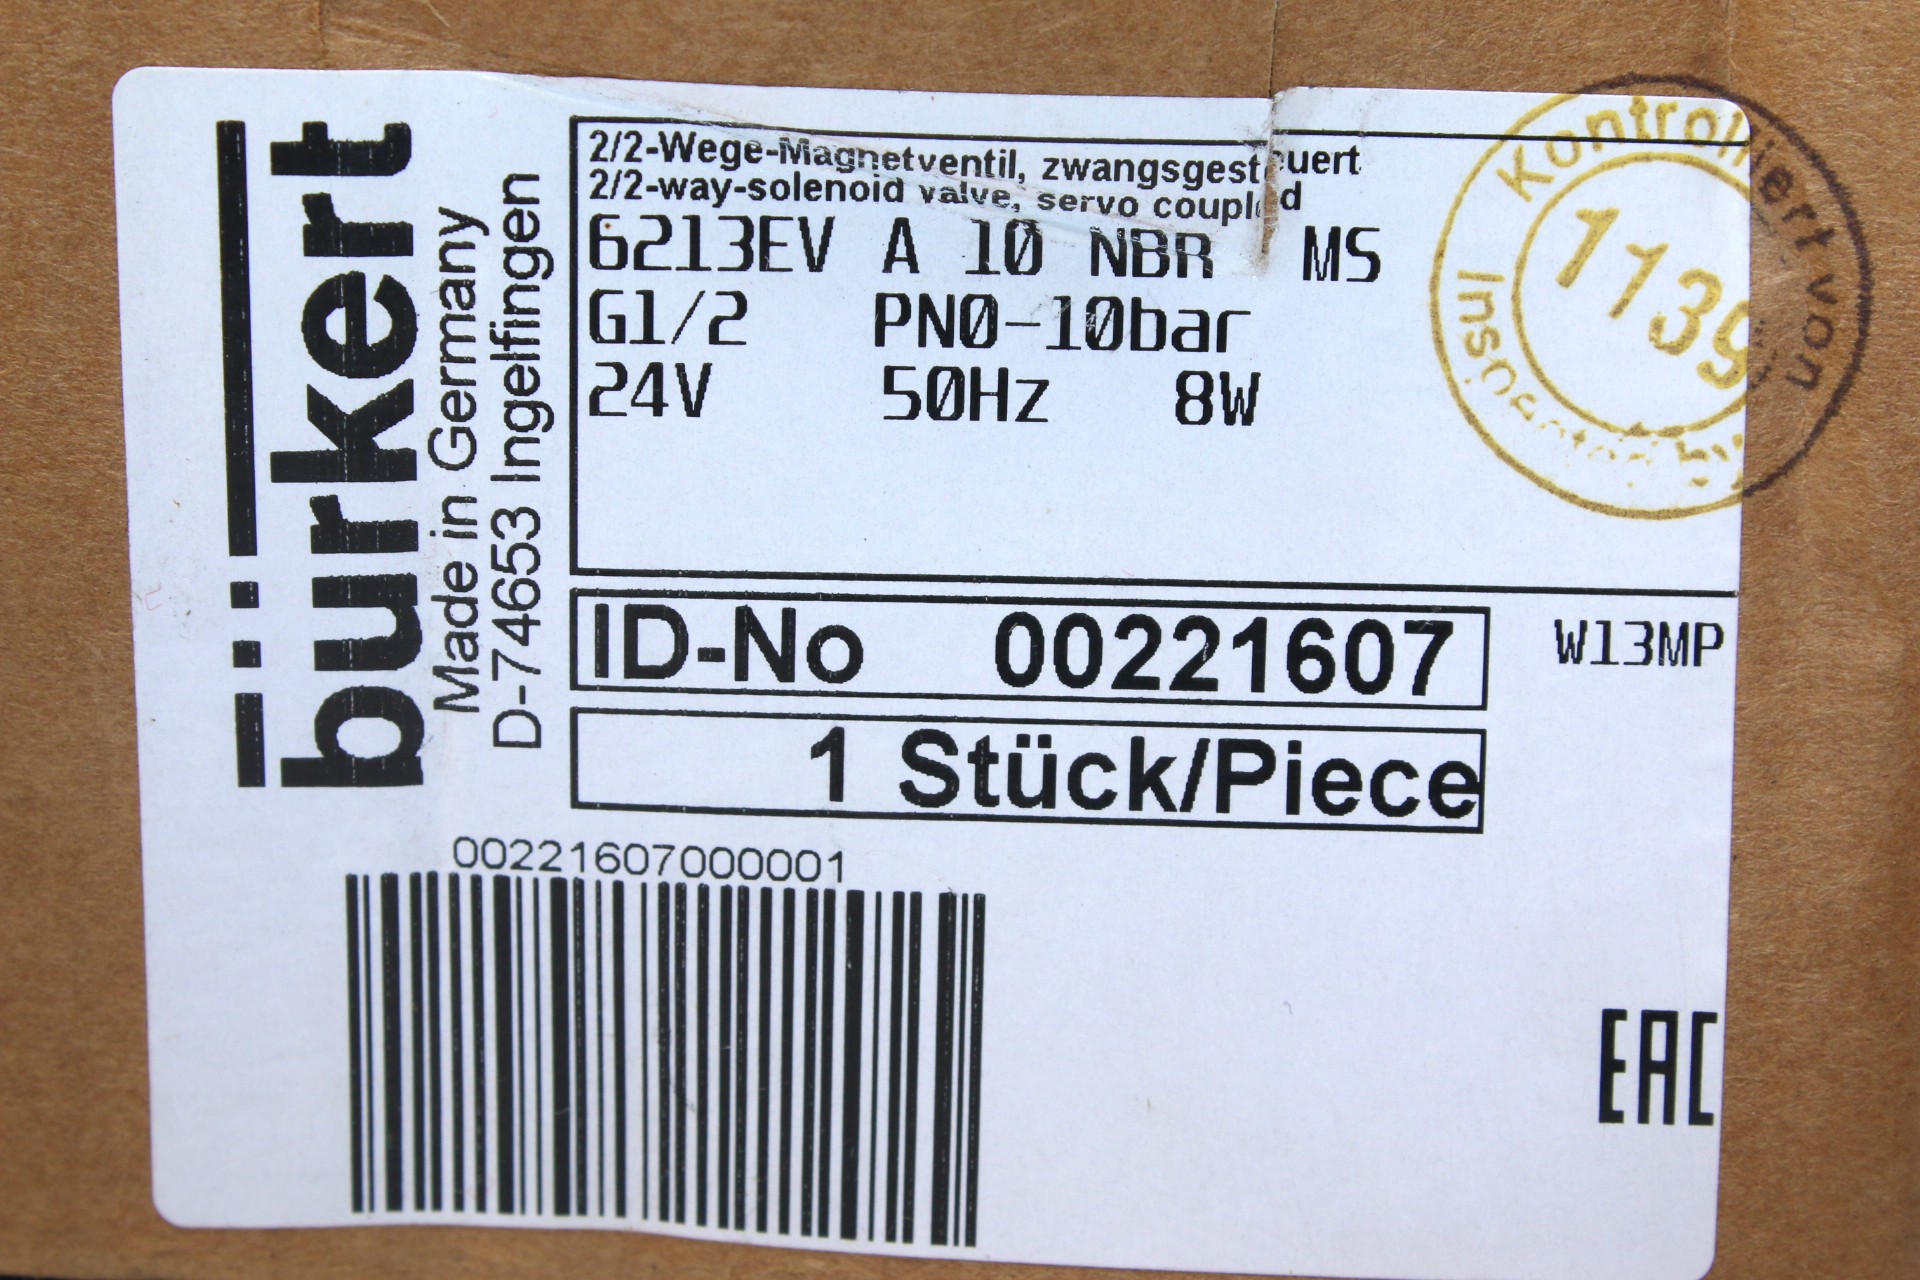 burkert
Made in Germany
D-74653 Ingelfingen
2/2-Wege-Magnetventil, zwangsgesteuert
2/2-way-solenoid valve, servo coupled
6213EV A 10 NBR MS
G1/2 PN0-10bar
24V 50Hz 8W
ID-No 00221607
W13MP
1 Stück/Piece
00221607000001
EAC
Kontrolliert von
1139
Inspected by